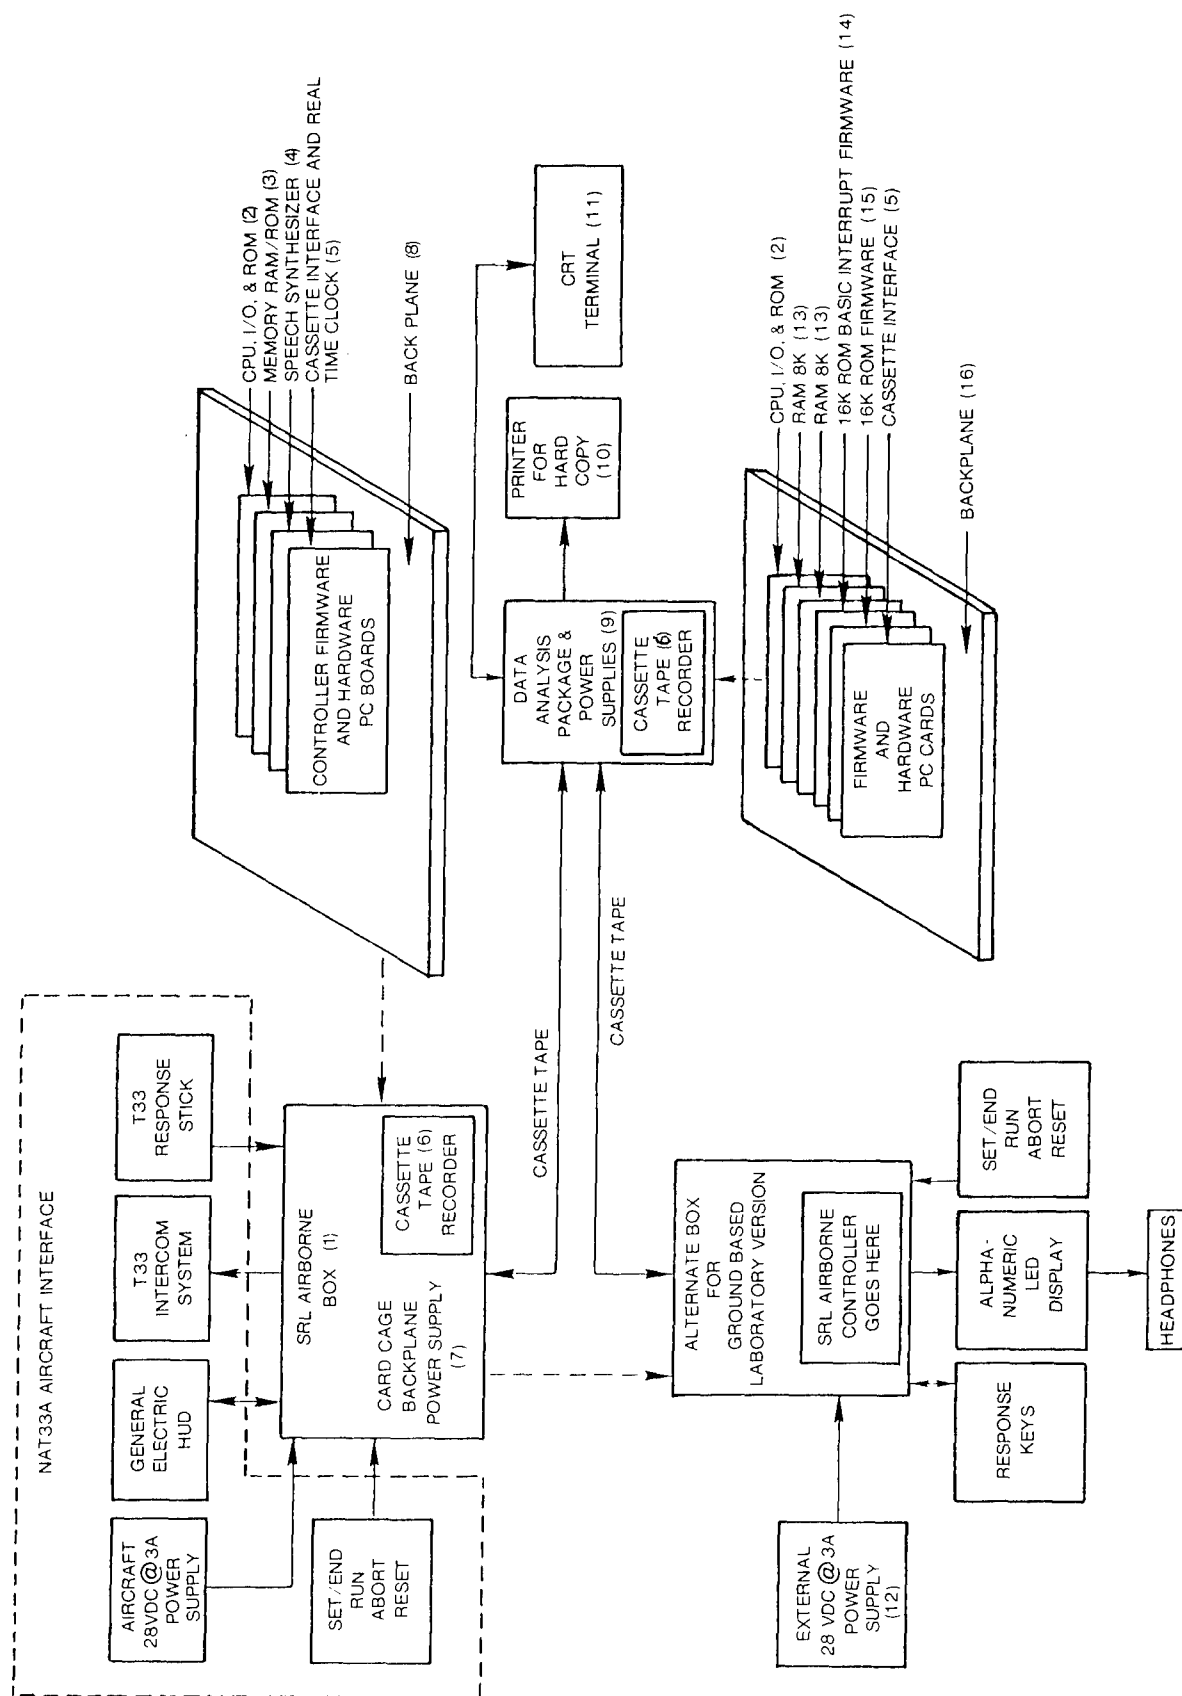 NAT33A AIRCRAFT INTERFACE
AIRCRAFT
28VDC@3A
POWER
SUPPLY
GENERAL
ELECTRIC
HUD
T33
INTERCOM
SYSTEM
T33
RESPONSE
STICK
SET/END
RUN
ABORT
RESET
SRL AIRBORNE
BOX (1)
CARD CAGE
BACKPLANE
POWER SUPPLY
(7)
CASSETTE
TAPE (6)
RECORDER
CONTROLLER FIRMWARE
AND HARDWARE
PC BOARDS
CPU, I/O, & ROM (2)
MEMORY RAM/ROM (3)
SPEECH SYNTHESIZER (4)
CASSETTE INTERFACE AND REAL
TIME CLOCK (5)
BACK PLANE (8)
CASSETTE TAPE
CASSETTE TAPE
DATA
ANALYSIS
PACKAGE &
POWER
SUPPLIES (9)
CASSETTE
TAPE (6)
RECORDER
PRINTER
FOR
HARD
COPY
(10)
CRT
TERMINAL (11)
EXTERNAL
28 VDC @3A
POWER
SUPPLY
(12)
ALTERNATE BOX
FOR
GROUND BASED
LABORATORY VERSION
SRL AIRBORNE
CONTROLLER
GOES HERE
RESPONSE
KEYS
ALPHA-
NUMERIC
LED
DISPLAY
SET/END
RUN
ABORT
RESET
HEADPHONES
FIRMWARE
AND
HARDWARE
PC CARDS
CPU, I/O, & ROM (2)
RAM 8K (13)
RAM 8K (13)
16K ROM BASIC INTERRUPT FIRMWARE (14)
16K ROM FIRMWARE (15)
CASSETTE INTERFACE (5)
BACKPLANE (16)